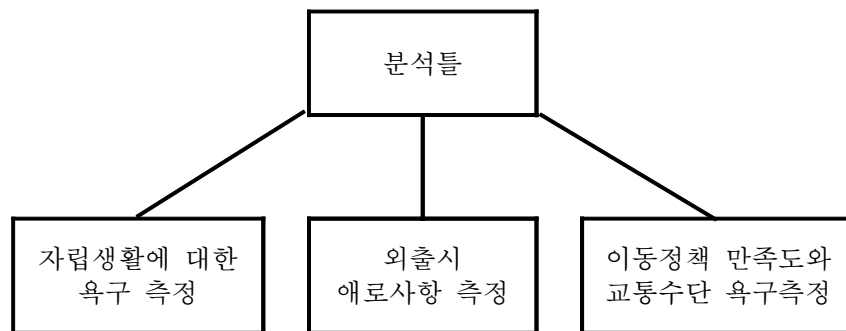 분석틀
자립생활에 대한
욕구 측정
외출시
애로사항 측정
이동정책 만족도와
교통수단 욕구측정